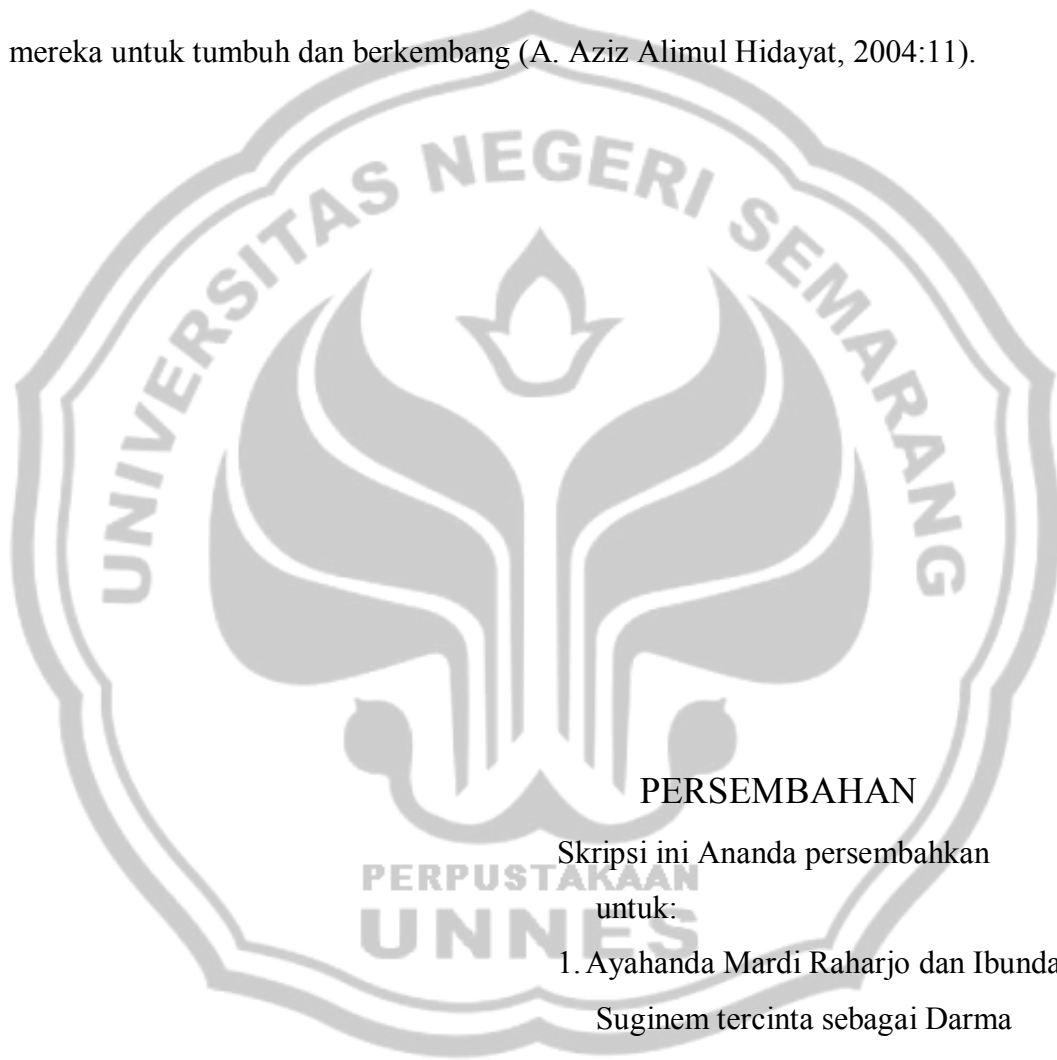 mereka untuk tumbuh dan berkembang (A. Aziz Alimul Hidayat, 2004:11).
UNIVERSITAS NEGERI SEMARANG
PERSEMBAHAN
Skripsi ini Ananda persembahkan
PERPUSTAKAAN
untuk:
UNNES
1. Ayahanda Mardi Raharjo dan Ibunda
Suginem tercinta sebagai Darma